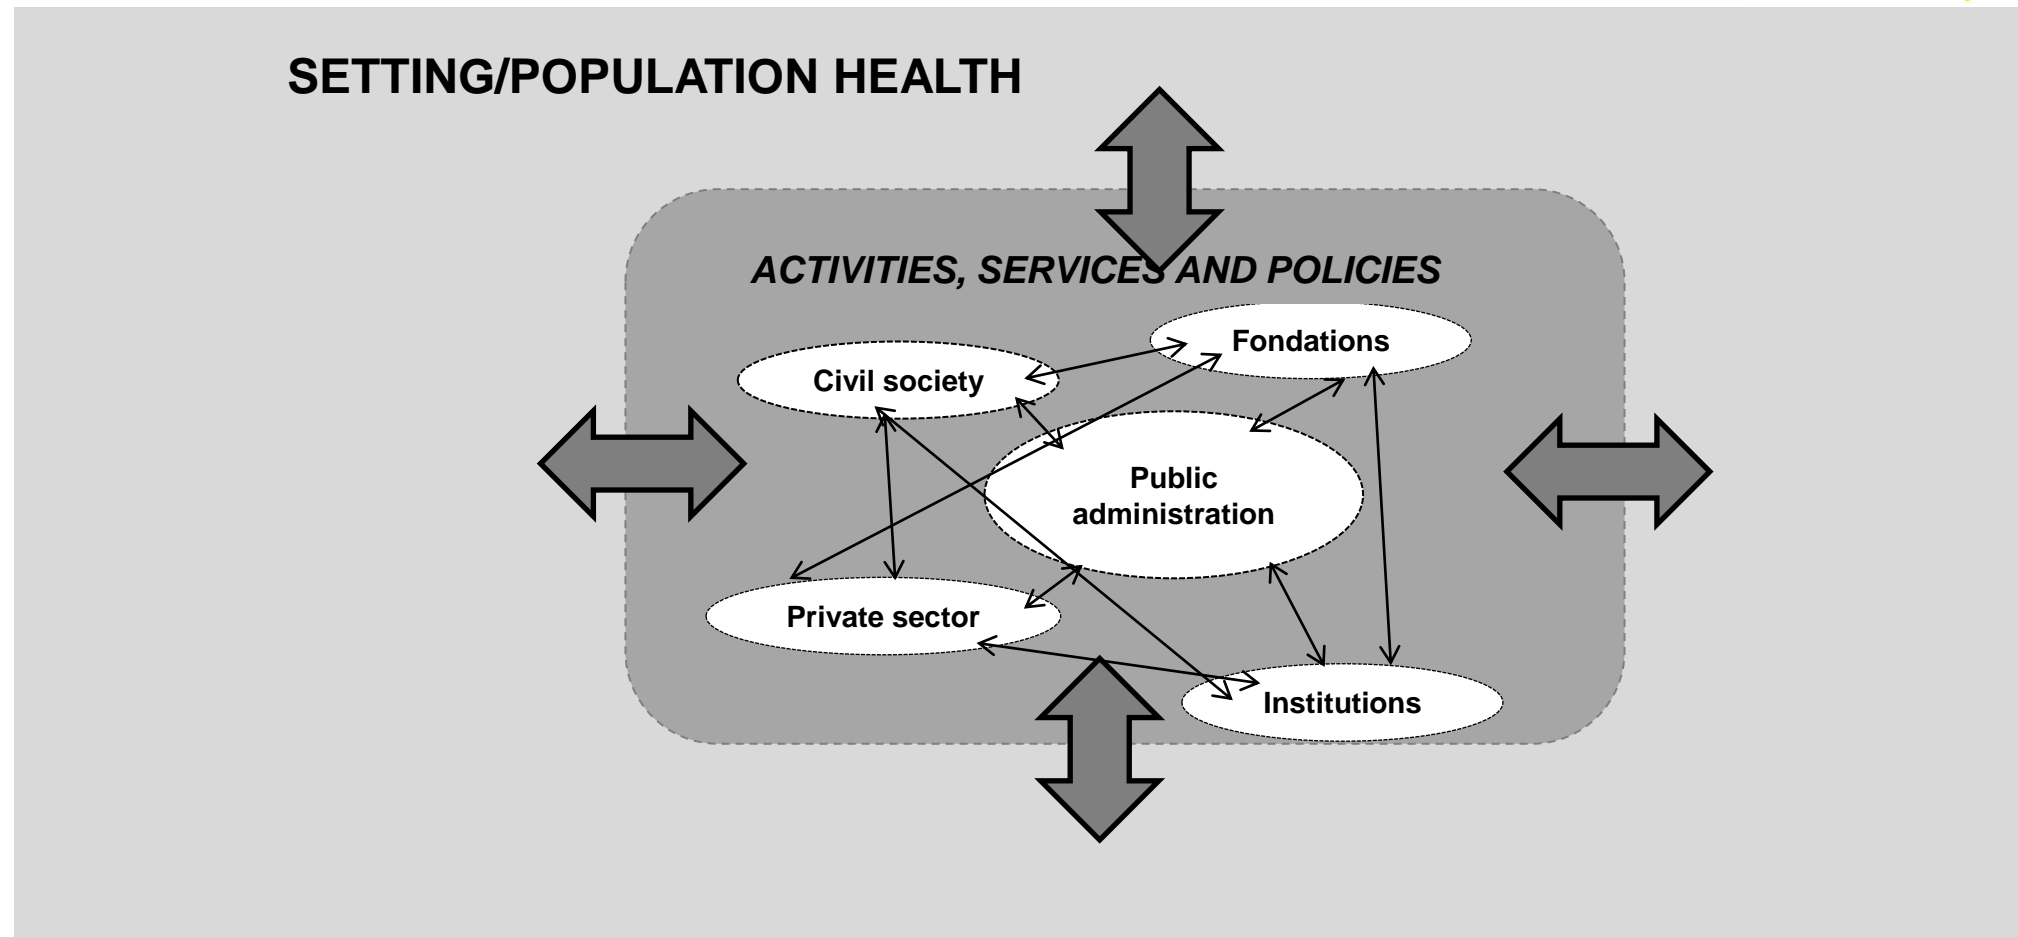 SETTING/POPULATION HEALTH
ACTIVITIES, SERVICES AND POLICIES
Fondations
Civil society
Public
administration
Private sector
Institutions